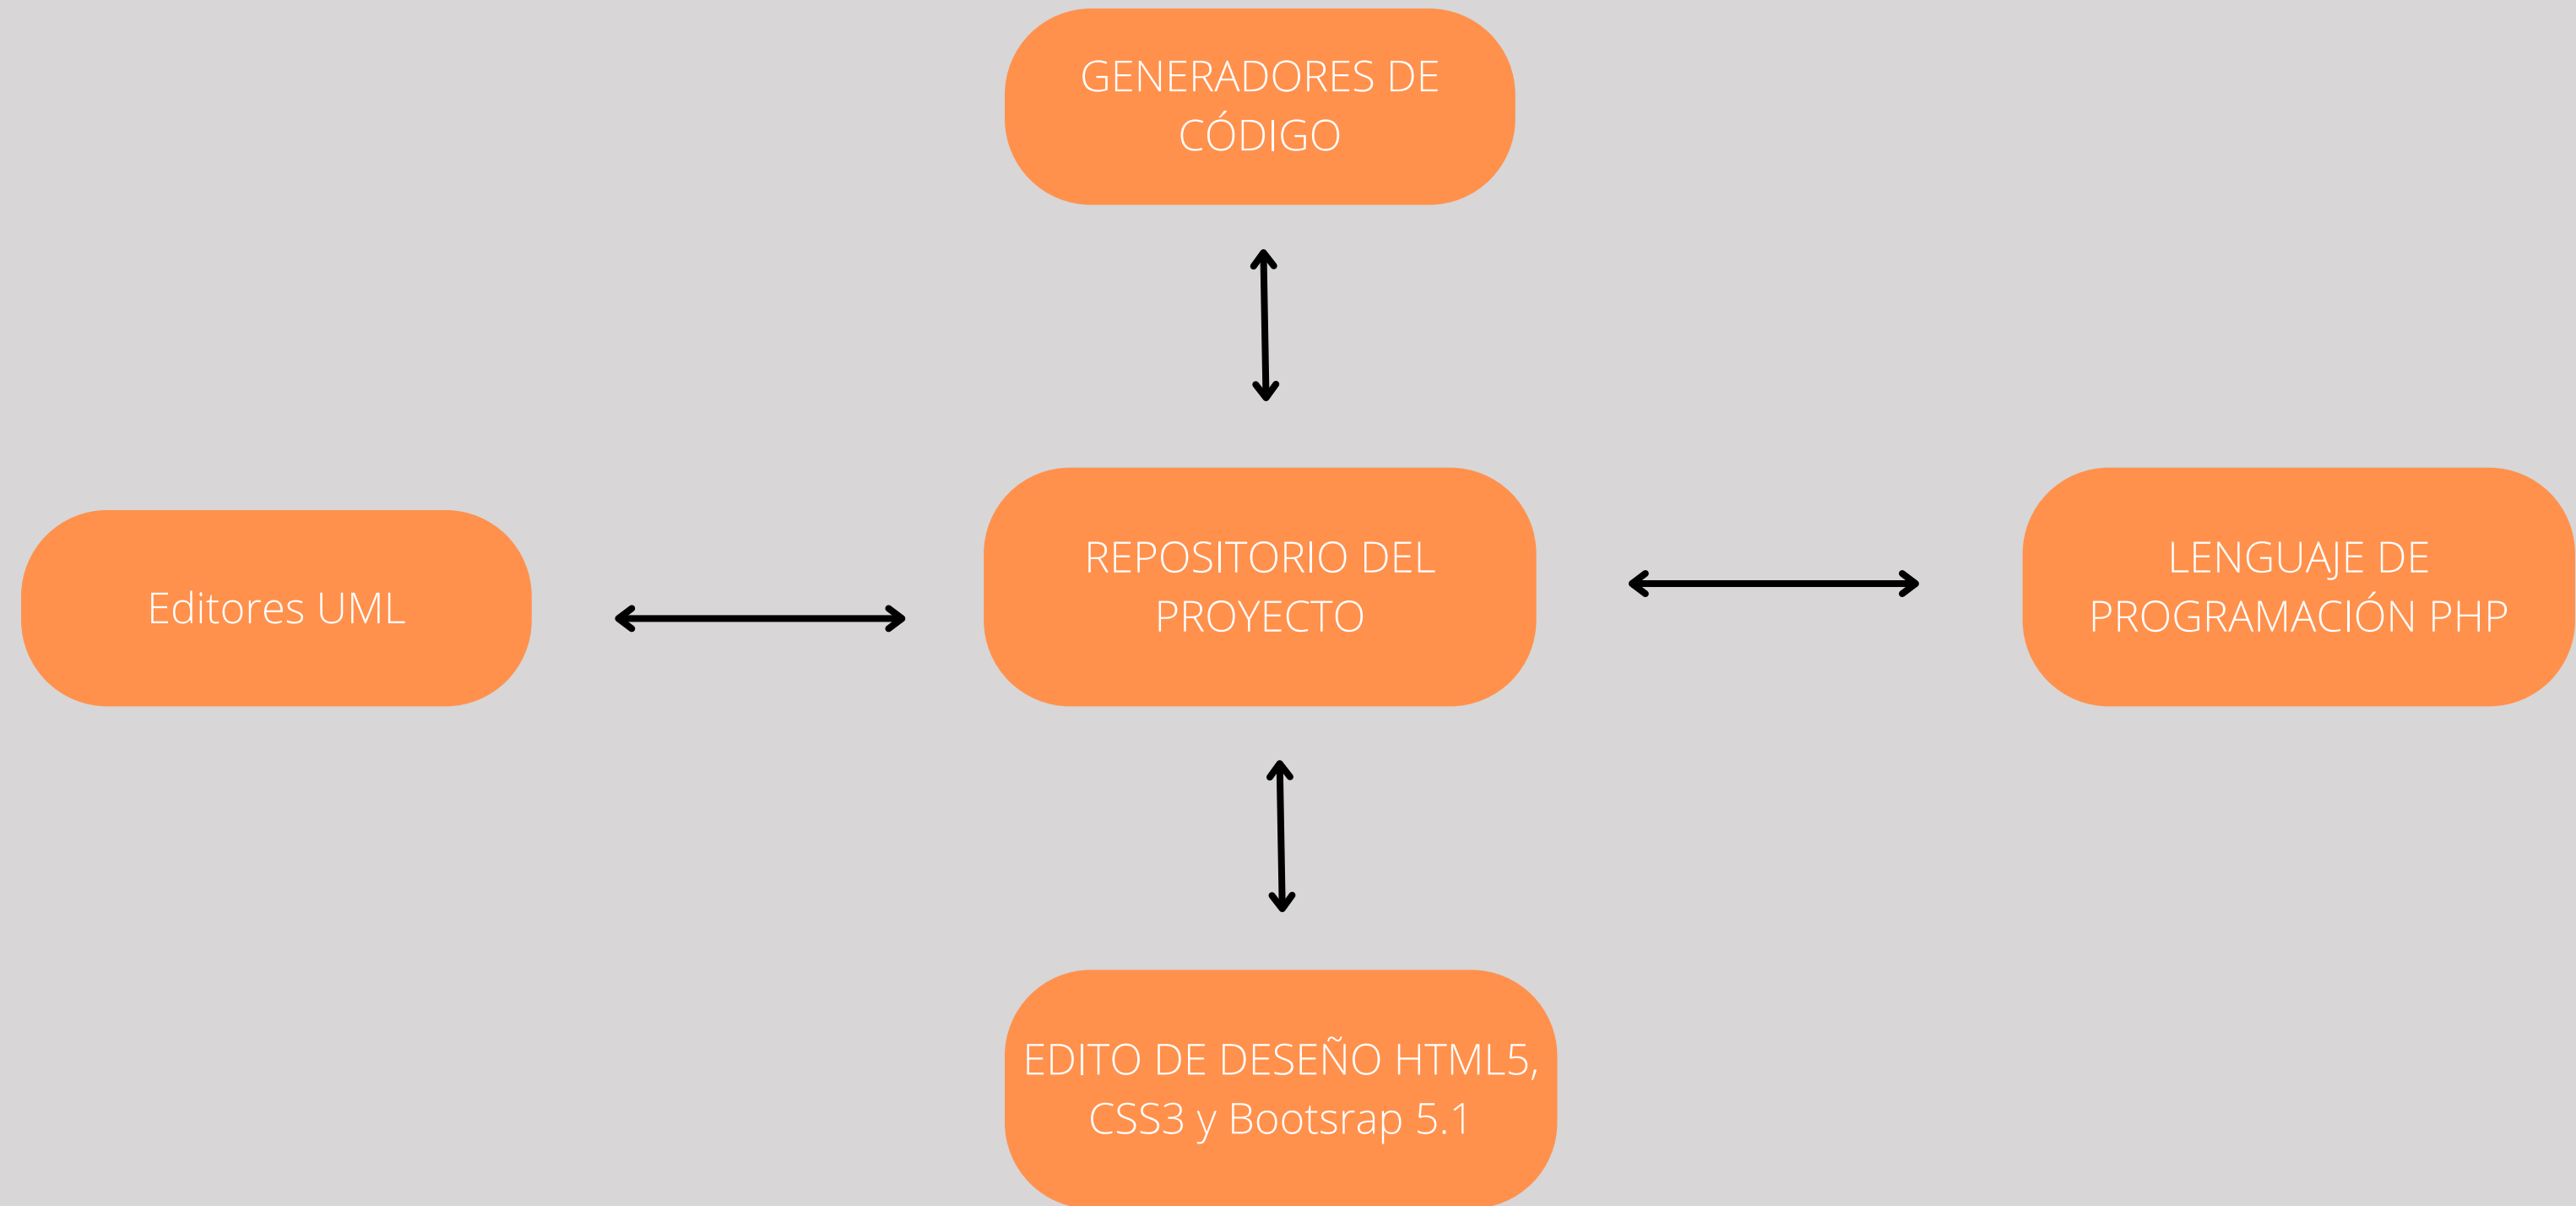 GENERADORES DE
CÓDIGO
Editores UML
REPOSITORIO DEL
PROYECTO
LENGUAJE DE
PROGRAMACIÓN PHP
EDITO DE DESEÑO HTML5,
CSS3 y Bootsrap 5.1